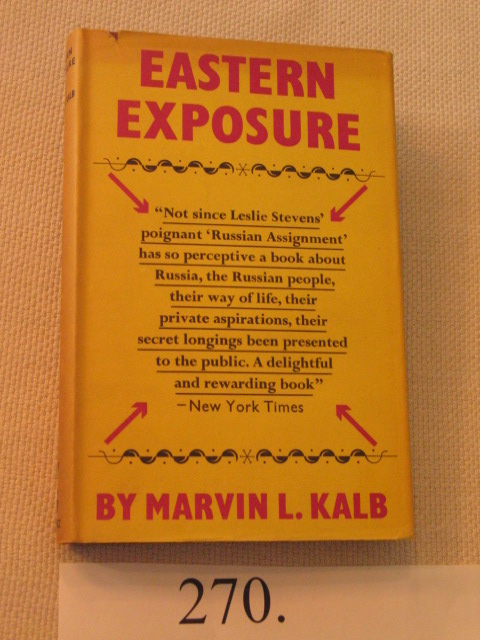 EASTERN
EXPOSURE
“Not since Leslie Stevens’
poignant ‘Russian Assignment’
has so perceptive a book about
Russia, the Russian people,
their way of life, their
private aspirations, their
secret longings been presented
to the public. A delightful
and rewarding book”
—New York Times
BY MARVIN L. KALB
270.